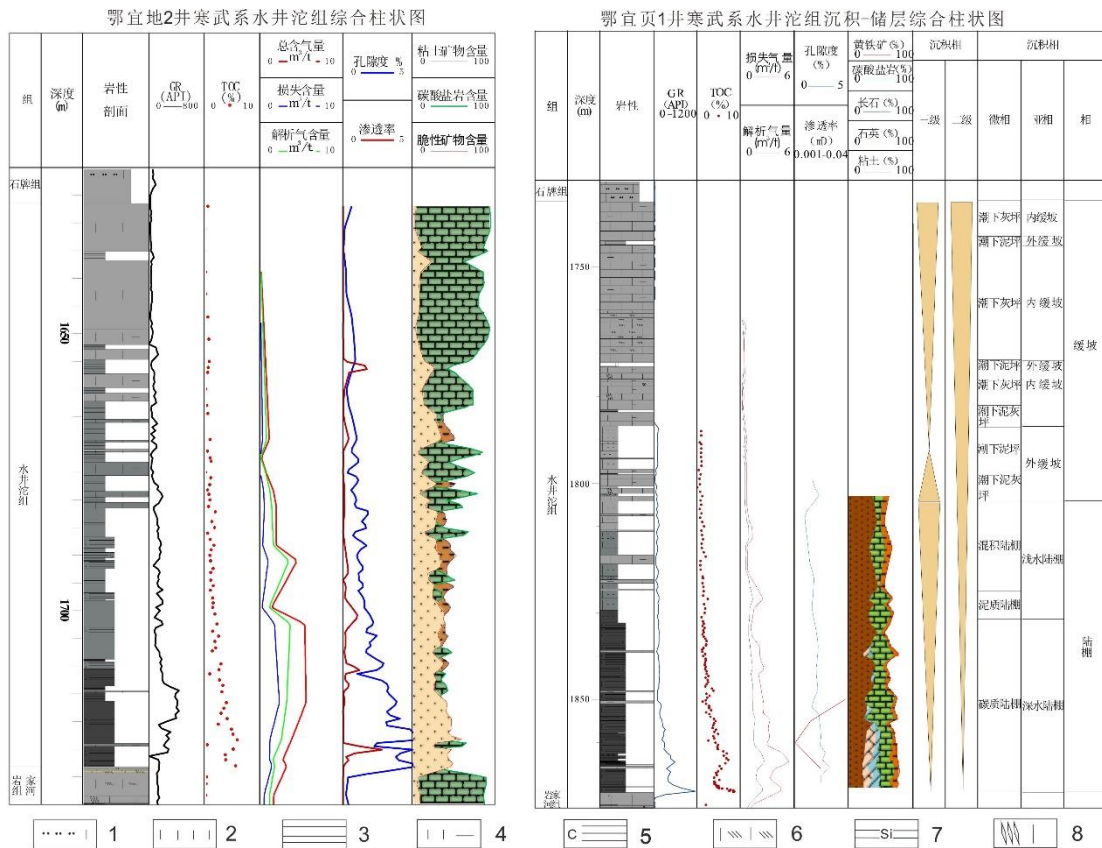 鄂宜地2井寒武系水井沱组综合柱状图
组
深度
(m)
岩性
剖面
GR
(API)
800
TOC
(%)
10
总含气量
m³/t
0 10
损失含量
m³/t
0 10
解析气含量
m³/t
0 10
孔隙度 %
0 5
渗透率
0 5
粘土矿物含量
0 100
碳酸盐岩含量
0 100
脆性矿物含量
0 100
石牌组
1650
水井沱组
1700
岩家河组
鄂宜页1井寒武系水井沱组沉积-储层综合柱状图
组
深度
(m)
岩性
GR
(API)
0-1200
TOC
(%)
0 10
损失气量
(m³/t)
0 6
解析气量
(m³/t)
0 6
孔隙度
(%)
0 5
渗透率
(mD)
0.001-0.04
黄铁矿(%)
0 100
碳酸盐岩(%)
0 100
长石(%)
0 100
石英(%)
0 100
粘土(%)
0 100
沉积相
一级
二级
沉积相
微相
亚相
相
石牌组
1750
水井沱组
1800
1850
岩家河组
潮下灰坪
内缓坡
潮下泥坪
外缓坡
潮下灰坪
内缓坡
缓坡
潮下泥坪
外缓坡
潮下灰坪
内缓坡
潮下泥灰坪
潮下泥坪
外缓坡
潮下泥灰坪
混积陆棚
浅水陆棚
泥质陆棚
陆棚
碳质陆棚
深水陆棚
1
2
3
4
C
5
6
Si
7
8